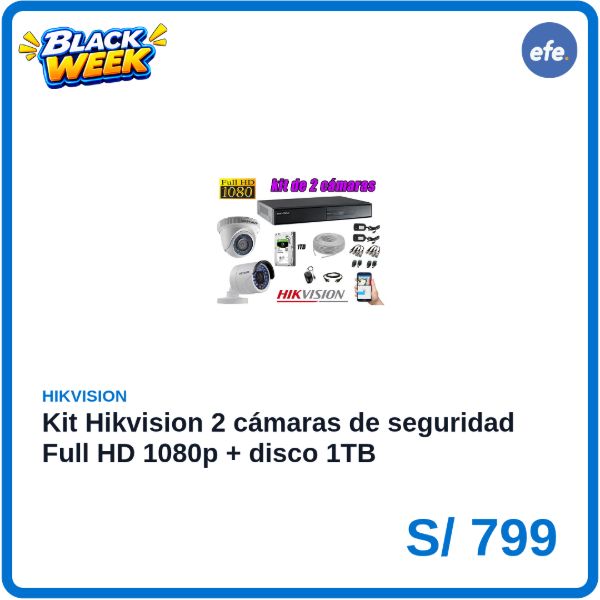 BLACK
WEEK
efe.
Full HD
1080
kit de 2 cámaras
1TB
HIKVISION
HIKVISION
Kit Hikvision 2 cámaras de seguridad
Full HD 1080p + disco 1TB
S/ 799